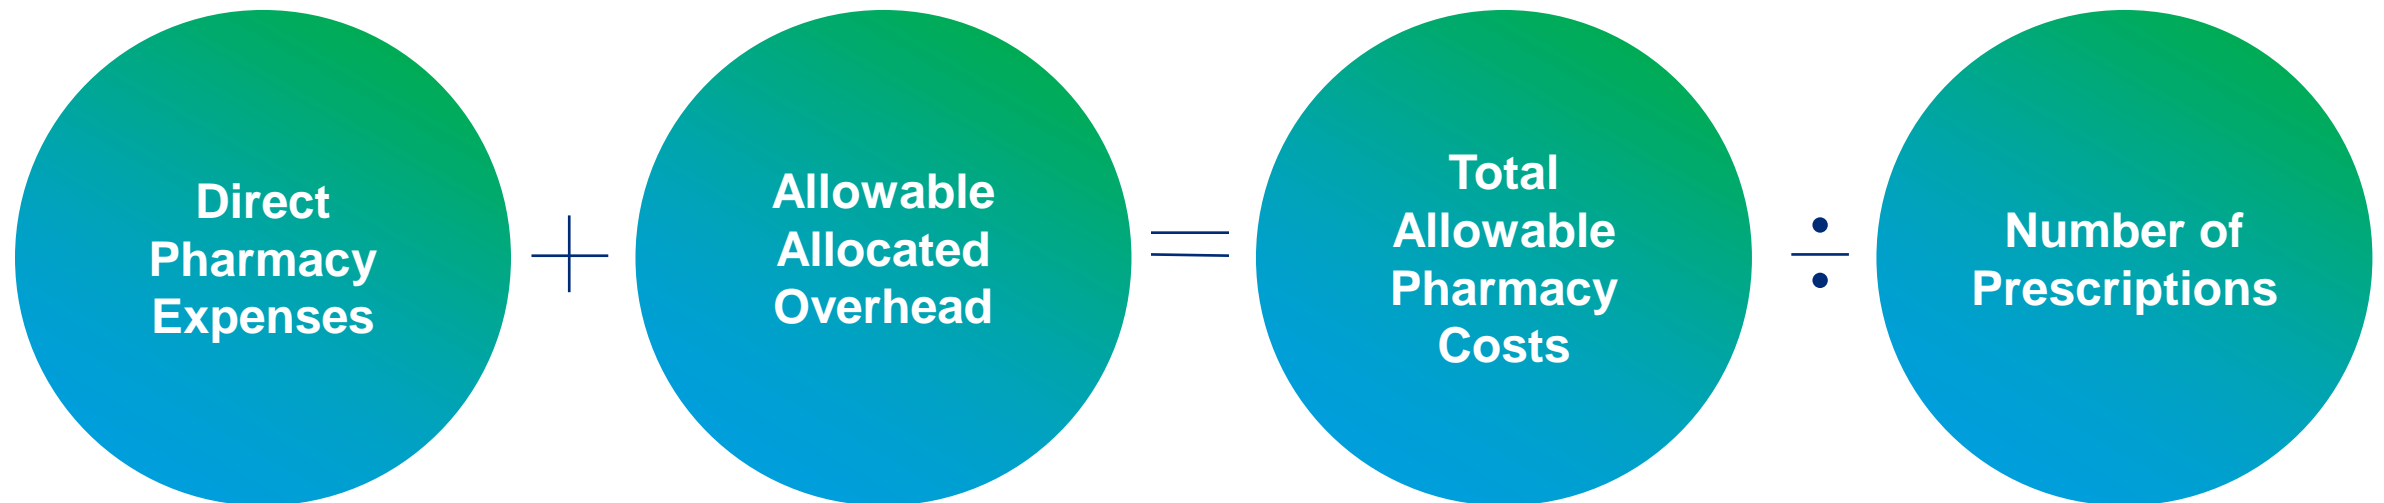 Direct
Pharmacy
Expenses
Allowable
Allocated
Overhead
Total
Allowable
Pharmacy
Costs
Number of
Prescriptions